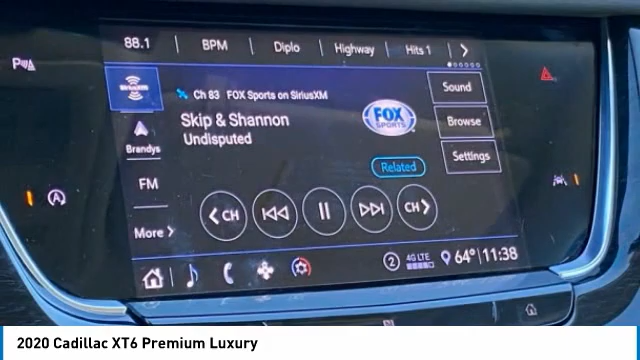 88.1 BPM Diplo Highway Hits 1
SiriusXM
Ch 83 FOX Sports on SiriusXM
Skip & Shannon
Undisputed
FOX
SPORTS
Sound
Browse
Settings
Related
Brandys
FM
More
CH
CH
2 4G LTE 64° 11:38
2020 Cadillac XT6 Premium Luxury